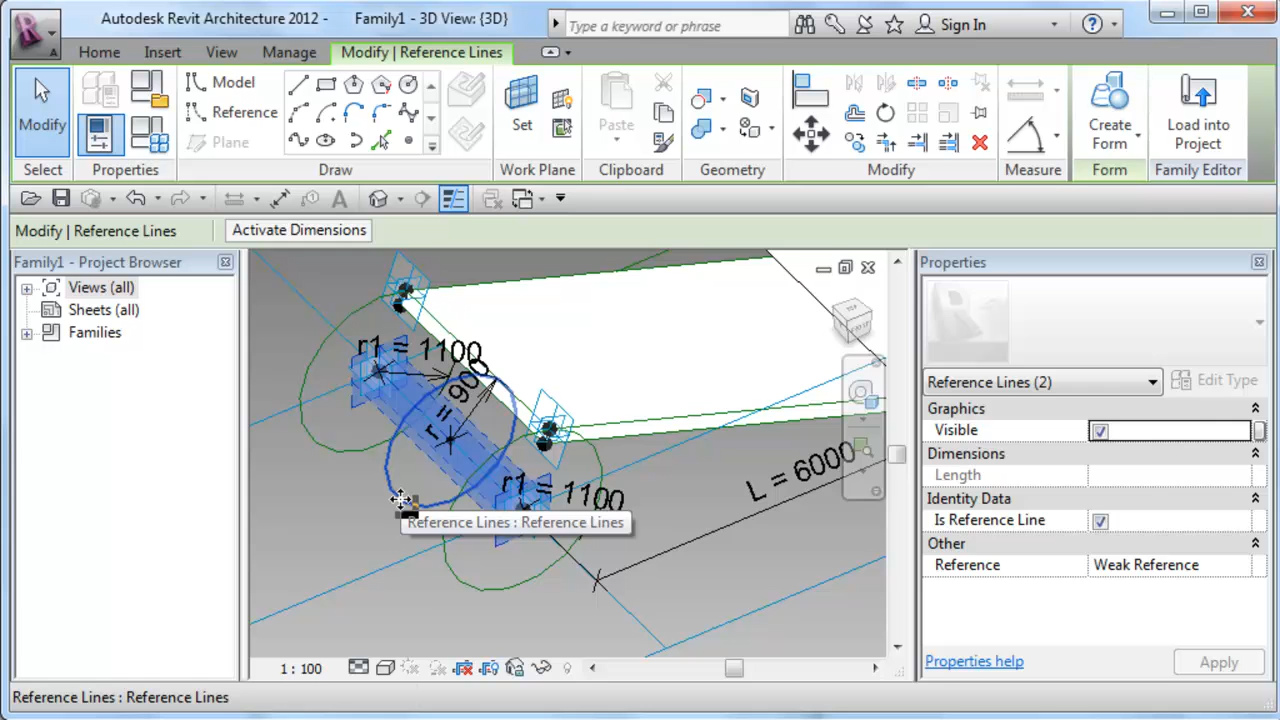 Autodesk Revit Architecture 2012 - Family1 - 3D View: {3D}
Type a keyword or phrase
Sign In
Home Insert View Manage Modify | Reference Lines
Modify
Model
Reference
Plane
Set
Paste
Create Form
Load into Project
Select Properties Draw Work Plane Clipboard Geometry Modify Measure Form Family Editor
Modify | Reference Lines
Activate Dimensions
Family1 - Project Browser
Views (all)
Sheets (all)
Families
r1 = 1100
r = 900
r1 = 1100
L = 6000
Reference Lines : Reference Lines
TOP
1 : 100
Properties
Reference Lines (2)
Edit Type
Graphics
Visible
Dimensions
Length
Identity Data
Is Reference Line
Other
Reference Weak Reference
Properties help
Apply
Reference Lines : Reference Lines